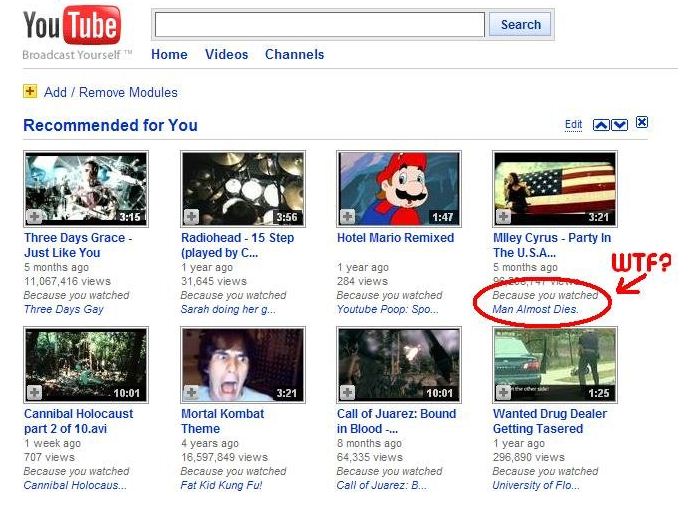 YouTube
Search
Broadcast Yourself ™
Home Videos Channels
Add / Remove Modules
Recommended for You
Edit
3:15
Three Days Grace -
Just Like You
5 months ago
11,067,416 views
Because you watched
Three Days Gay
3:56
Radiohead - 15 Step
(played by C...
1 year ago
31,645 views
Because you watched
Sarah doing her g...
1:47
Hotel Mario Remixed
1 year ago
284 views
Because you watched
Youtube Poop: Spo...
3:21
Miley Cyrus - Party In
The U.S.A...
5 months ago
views
Because you watched
Man Almost Dies.
WTF?
10:01
Cannibal Holocaust
part 2 of 10.avi
1 week ago
707 views
Because you watched
Cannibal Holocaus...
3:21
Mortal Kombat
Theme
4 years ago
16,597,849 views
Because you watched
Fat Kid Kung Fu!
10:01
Call of Juarez: Bound
in Blood -...
8 months ago
64,335 views
Because you watched
Call of Juarez: B...
the other side!
1:25
Wanted Drug Dealer
Getting Tasered
1 year ago
296,890 views
Because you watched
University of Flo...